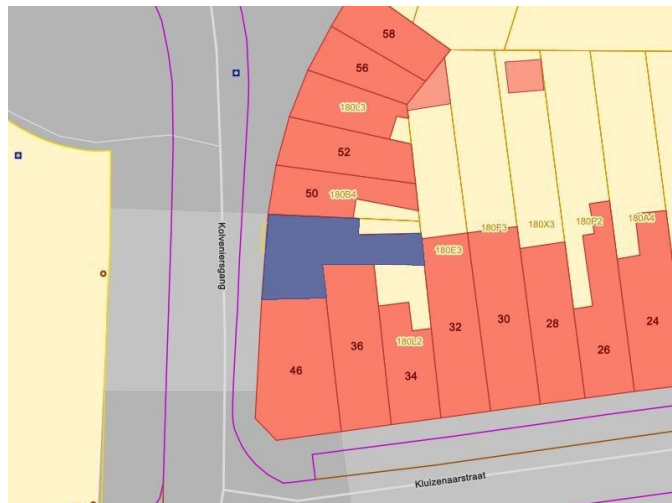 58
56
180L3
52
50
180B4
Kolveniersgang
180E3
180F3
180X3
180P2
180A4
46
36
180L2
34
32
30
28
26
24
Kluizenaarstraat